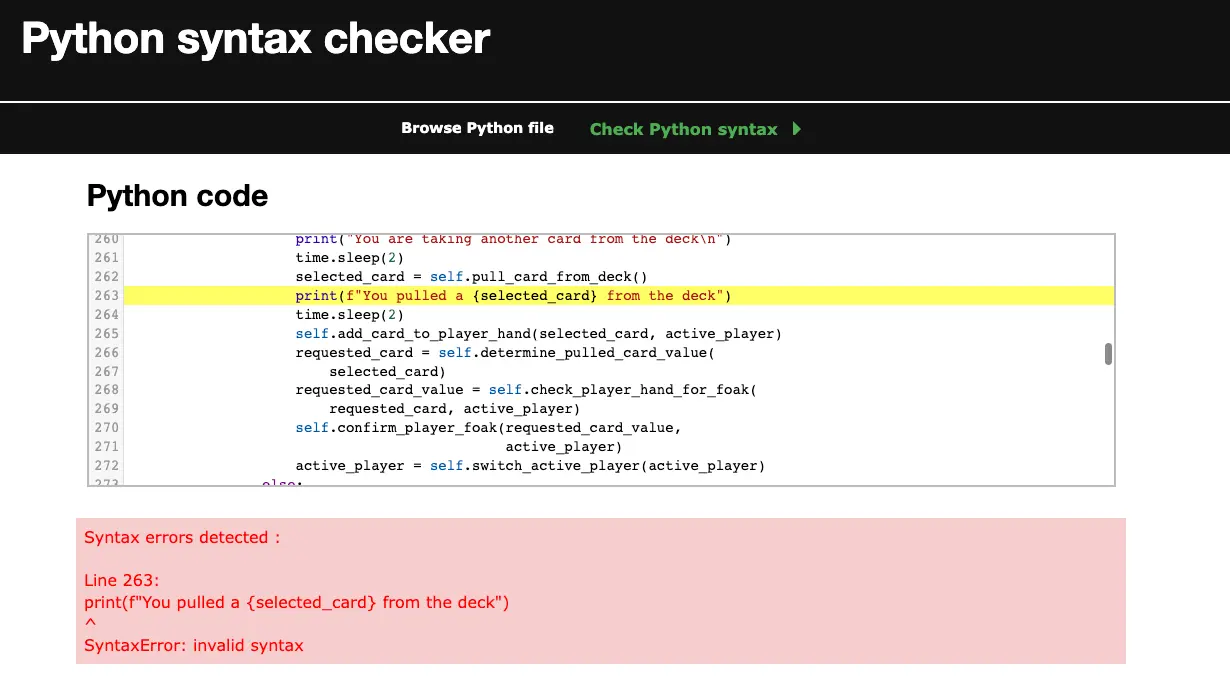 Python syntax checker
Browse Python file Check Python syntax
Python code
260 print("You are taking another card from the deck\n")
261 time.sleep(2)
262 selected_card = self.pull_card_from_deck()
263 print(f"You pulled a {selected_card} from the deck")
264 time.sleep(2)
265 self.add_card_to_player_hand(selected_card, active_player)
266 requested_card = self.determine_pulled_card_value(
267 selected_card)
268 requested_card_value = self.check_player_hand_for_foak(
269 requested_card, active_player)
270 self.confirm_player_foak(requested_card_value,
271 active_player)
272 active_player = self.switch_active_player(active_player)
273 else:
Syntax errors detected :
Line 263:
print(f"You pulled a {selected_card} from the deck")
^
SyntaxError: invalid syntax